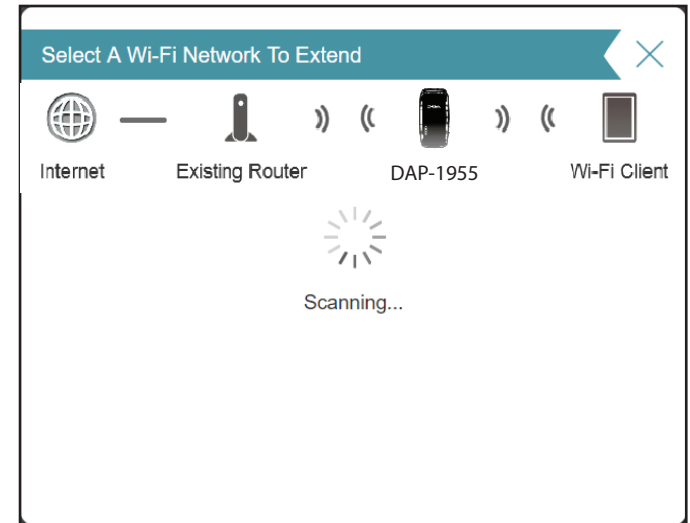 Select A Wi-Fi Network To Extend
Internet
Existing Router
DAP-1955
Wi-Fi Client
Scanning...